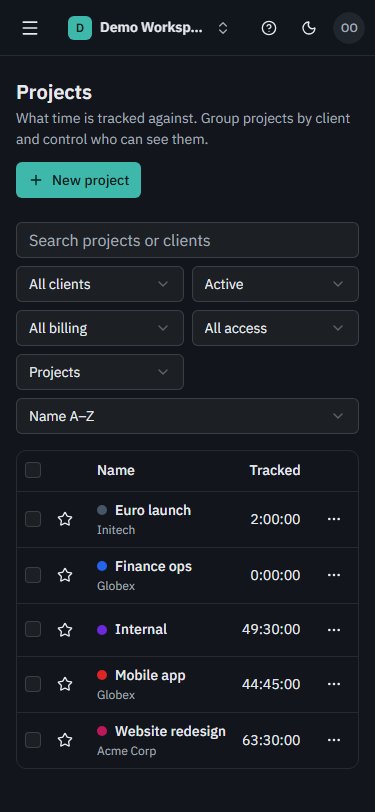 D Demo Worksp... OO
Projects
What time is tracked against. Group projects by client
and control who can see them.
+ New project
Search projects or clients
All clients Active
All billing All access
Projects
Name A–Z
Name Tracked
Euro launch 2:00:00
Initech
Finance ops 0:00:00
Globex
Internal 49:30:00
Mobile app 44:45:00
Globex
Website redesign 63:30:00
Acme Corp